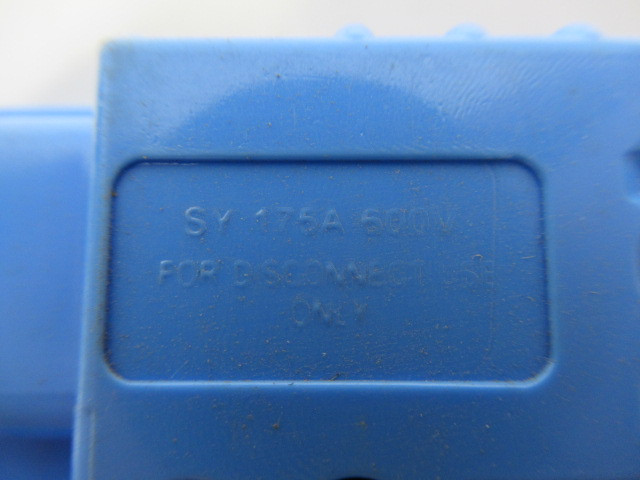 SY 175A 600V
FOR DISCONNECT USE
ONLY